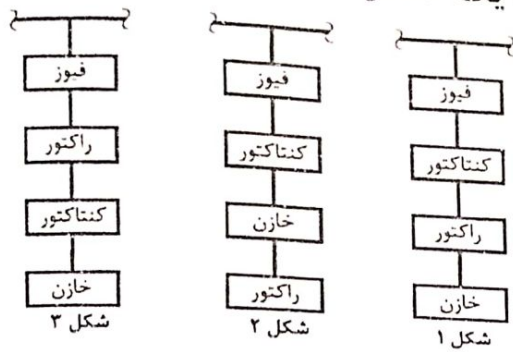 فیوز
کنتاکتور
راکتور
خازن
شکل ۱
فیوز
کنتاکتور
خازن
راکتور
شکل ۲
فیوز
راکتور
کنتاکتور
خازن
شکل ۳